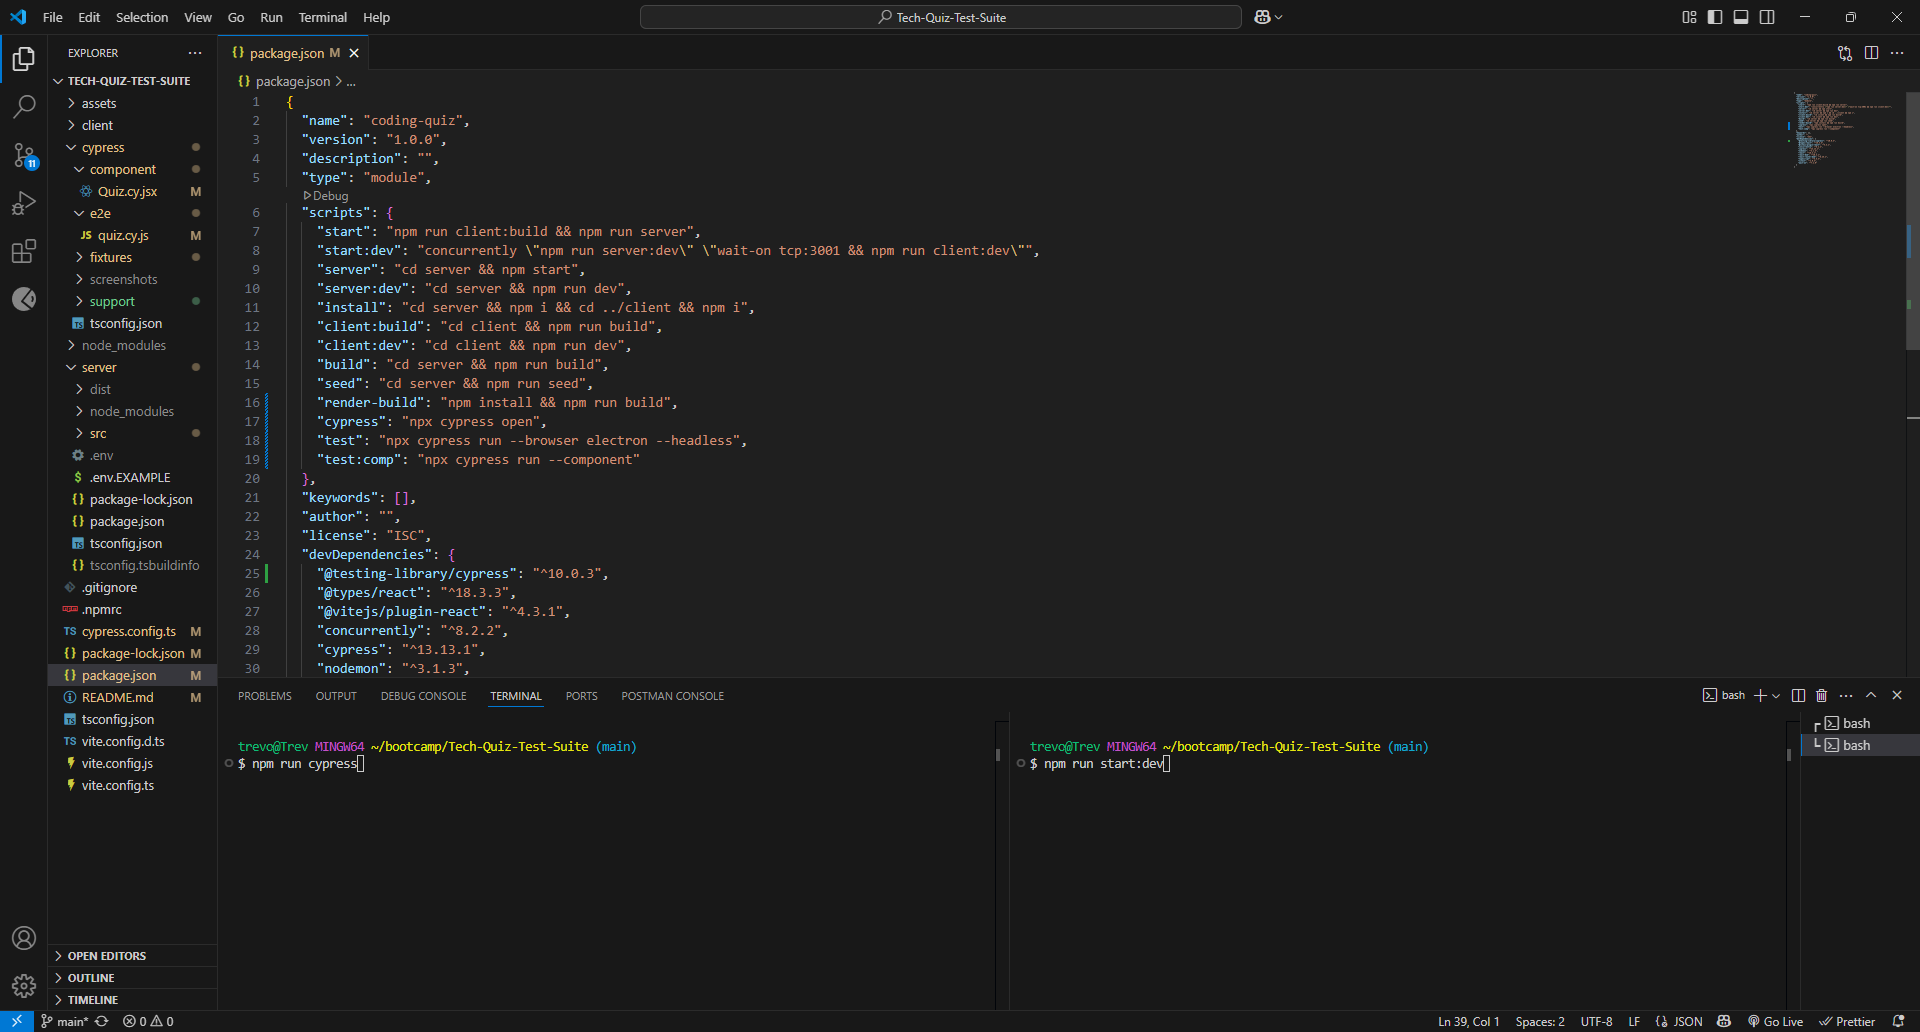 File Edit Selection View Go Run Terminal Help
Tech-Quiz-Test-Suite
EXPLORER
TECH-QUIZ-TEST-SUITE
assets
client
cypress
component
Quiz.cy.jsx M
e2e
JS quiz.cy.js M
fixtures
screenshots
support
TS tsconfig.json
node_modules
server
dist
node_modules
src
.env
$ .env.EXAMPLE
{} package-lock.json
{} package.json
TS tsconfig.json
{} tsconfig.tsbuildinfo
.gitignore
npm .npmrc
TS cypress.config.ts M
{} package-lock.json M
{} package.json M
README.md M
TS tsconfig.json
TS vite.config.d.ts
vite.config.js
vite.config.ts
OPEN EDITORS
OUTLINE
TIMELINE
11
{} package.json M
{} package.json > ...
1 {
2 "name": "coding-quiz",
3 "version": "1.0.0",
4 "description": "",
5 "type": "module",
Debug
6 "scripts": {
7 "start": "npm run client:build && npm run server",
8 "start:dev": "concurrently \"npm run server:dev\" \"wait-on tcp:3001 && npm run client:dev\"",
9 "server": "cd server && npm start",
10 "server:dev": "cd server && npm run dev",
11 "install": "cd server && npm i && cd ../client && npm i",
12 "client:build": "cd client && npm run build",
13 "client:dev": "cd client && npm run dev",
14 "build": "cd server && npm run build",
15 "seed": "cd server && npm run seed",
16 "render-build": "npm install && npm run build",
17 "cypress": "npx cypress open",
18 "test": "npx cypress run --browser electron --headless",
19 "test:comp": "npx cypress run --component"
20 },
21 "keywords": [],
22 "author": "",
23 "license": "ISC",
24 "devDependencies": {
25 "@testing-library/cypress": "^10.0.3",
26 "@types/react": "^18.3.3",
27 "@vitejs/plugin-react": "^4.3.1",
28 "concurrently": "^8.2.2",
29 "cypress": "^13.13.1",
30 "nodemon": "^3.1.3",
PROBLEMS OUTPUT DEBUG CONSOLE TERMINAL PORTS POSTMAN CONSOLE
bash
trevo@Trev MINGW64 ~/bootcamp/Tech-Quiz-Test-Suite (main)
$ npm run cypress
trevo@Trev MINGW64 ~/bootcamp/Tech-Quiz-Test-Suite (main)
$ npm run start:dev
bash
bash
main* 0 0
Ln 39, Col 1 Spaces: 2 UTF-8 LF {} JSON Go Live Prettier